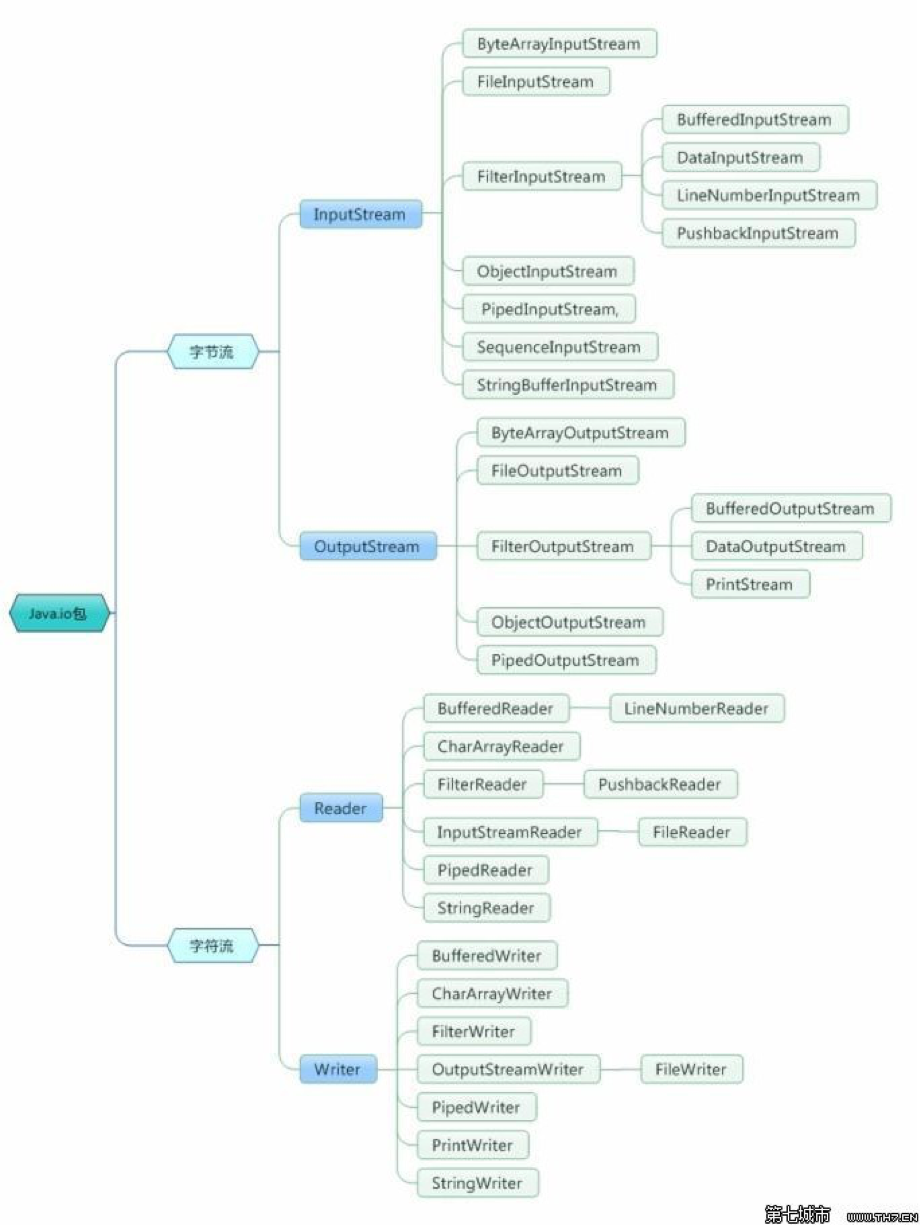 Java.io包
字节流
InputStream
ByteArrayInputStream
FileInputStream
FilterInputStream
BufferedInputStream
DataInputStream
LineNumberInputStream
PushbackInputStream
ObjectInputStream
PipedInputStream,
SequenceInputStream
StringBufferInputStream
OutputStream
ByteArrayOutputStream
FileOutputStream
FilterOutputStream
BufferedOutputStream
DataOutputStream
PrintStream
ObjectOutputStream
PipedOutputStream
字符流
Reader
BufferedReader
LineNumberReader
CharArrayReader
FilterReader
PushbackReader
InputStreamReader
FileReader
PipedReader
StringReader
Writer
BufferedWriter
CharArrayWriter
FilterWriter
OutputStreamWriter
FileWriter
PipedWriter
PrintWriter
StringWriter
第七城市 WWW.TH7.CN